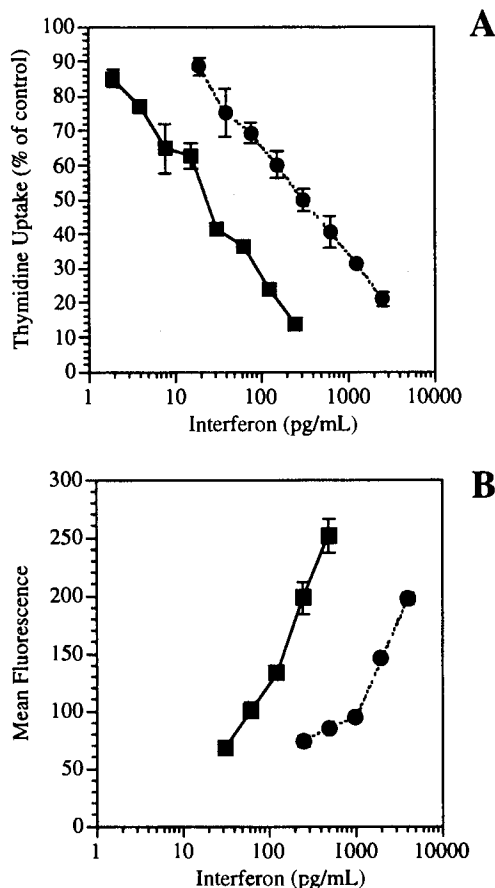 A
Thymidine Uptake (% of control)
100
90
80
70
60
50
40
30
20
10
0
1 10 100 1000 10000
Interferon (pg/mL)
B
Mean Fluorescence
300
250
200
150
100
50
0
1 10 100 1000 10000
Interferon (pg/mL)